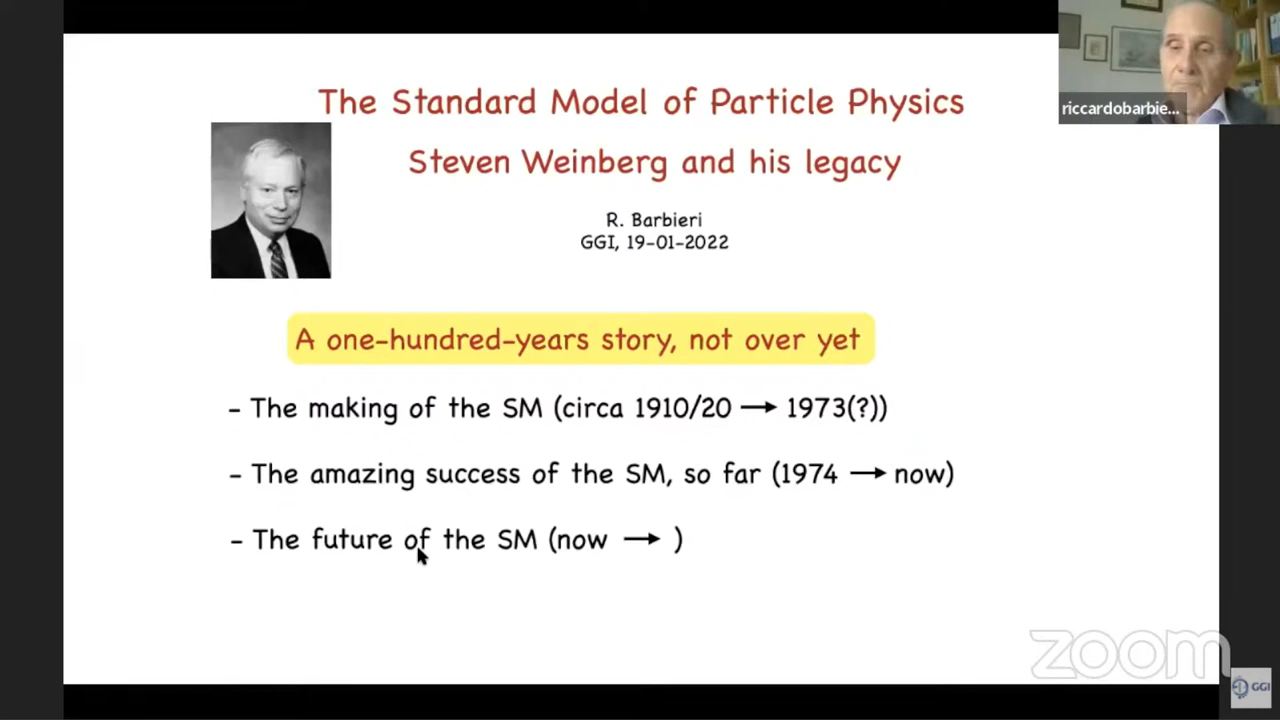 The Standard Model of Particle Physics
riccardobarbie...
Steven Weinberg and his legacy
R. Barbieri
GGI, 19-01-2022
A one-hundred-years story, not over yet
- The making of the SM (circa 1910/20 → 1973(?))
- The amazing success of the SM, so far (1974 → now)
- The future of the SM (now → )
zoom
GGI